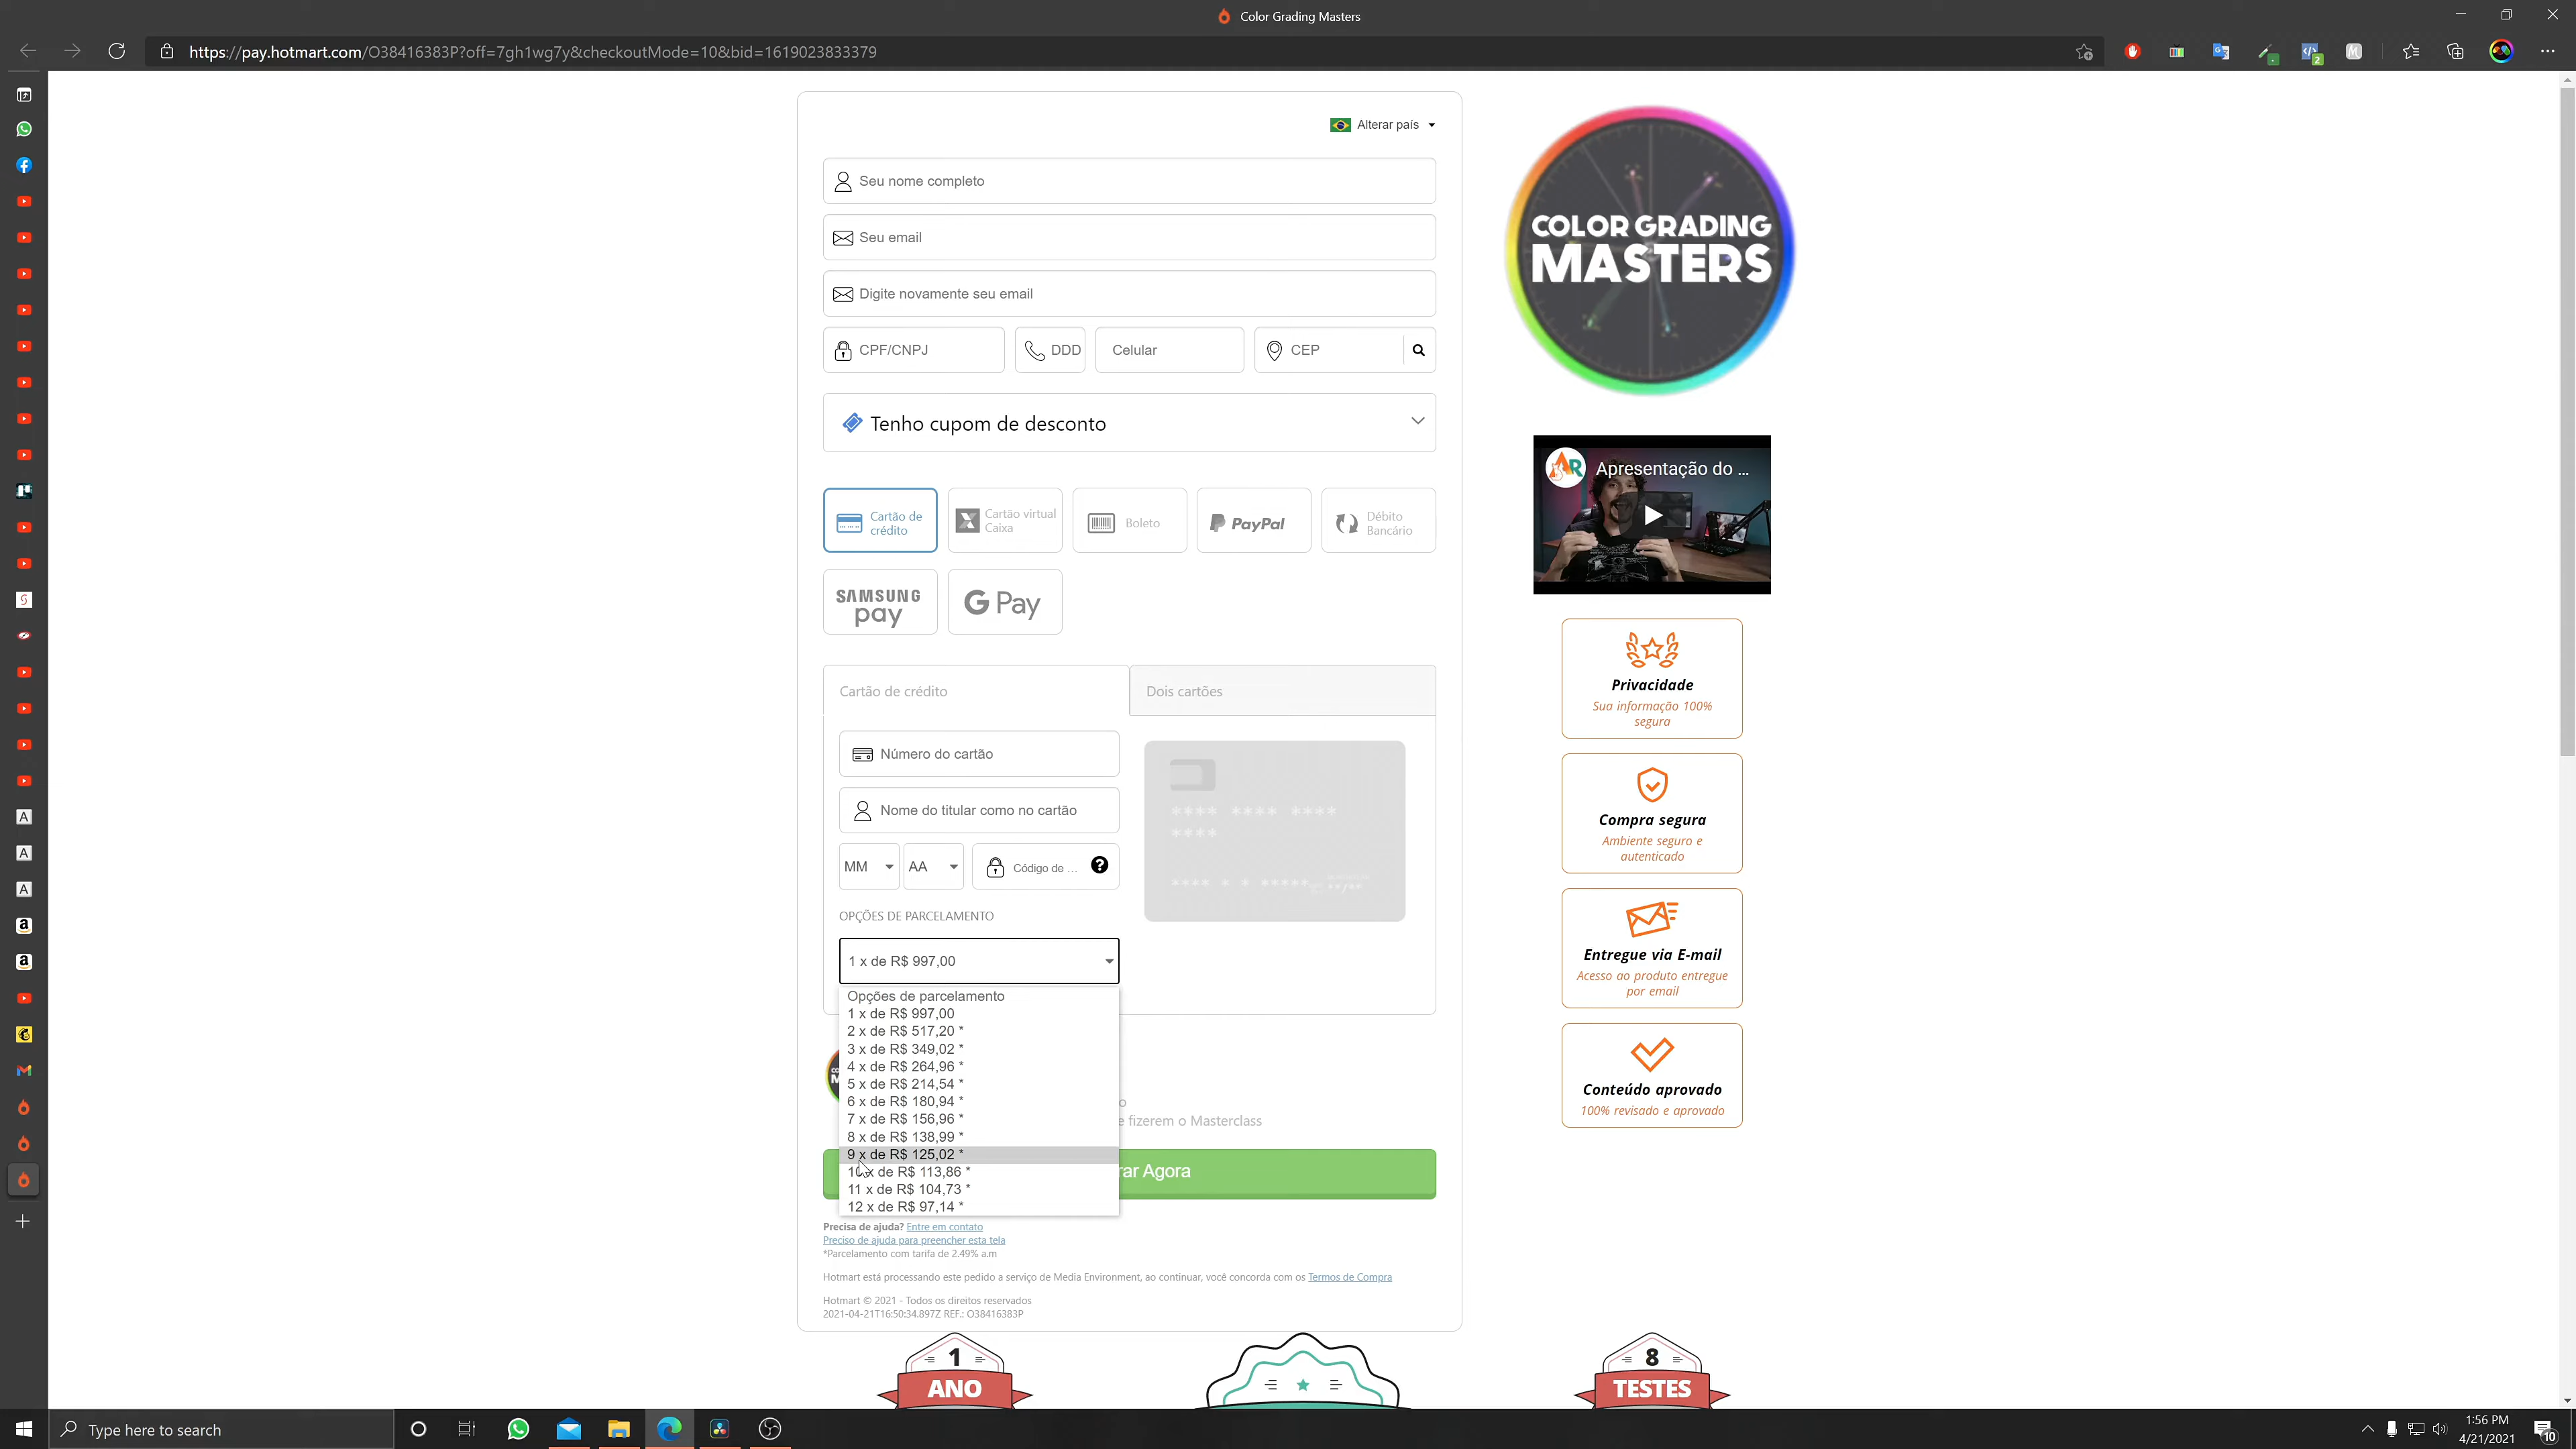 Color Grading Masters
https://pay.hotmart.com/O38416383P?off=7gh1wg7y&checkoutMode=10&bid=1619023833379
2
Alterar país
Seu nome completo
Seu email
Digite novamente seu email
CPF/CNPJ
DDD
Celular
CEP
Tenho cupom de desconto
Cartão de
crédito
Cartão virtual
Caixa
Boleto
PayPal
Débito
Bancário
SAMSUNG
pay
G Pay
Cartão de crédito
Dois cartões
Número do cartão
Nome do titular como no cartão
MM
AA
Código de ...
?
**** **** ****
****
OPÇÕES DE PARCELAMENTO
1 x de R$ 997,00
Opções de parcelamento
1 x de R$ 997,00
2 x de R$ 517,20 *
3 x de R$ 349,02 *
4 x de R$ 264,96 *
5 x de R$ 214,54 *
6 x de R$ 180,94 *
7 x de R$ 156,96 *
8 x de R$ 138,99 *
9 x de R$ 125,02 *
10 x de R$ 113,86 *
11 x de R$ 104,73 *
12 x de R$ 97,14 *
o
e fizerem o Masterclass
rar Agora
Precisa de ajuda? Entre em contato
Preciso de ajuda para preencher esta tela
*Parcelamento com tarifa de 2.49% a.m
Hotmart está processando este pedido a serviço de Media Environment, ao continuar, você concorda com os Termos de Compra
Hotmart © 2021 - Todos os direitos reservados
2021-04-21T16:50:34.897Z REF.: O38416383P
COLOR GRADING
MASTERS
AR
Apresentação do ...
Privacidade
Sua informação 100%
segura
Compra segura
Ambiente seguro e
autenticado
Entregue via E-mail
Acesso ao produto entregue
por email
Conteúdo aprovado
100% revisado e aprovado
1
ANO
8
TESTES
Type here to search
1:56 PM
4/21/2021
10